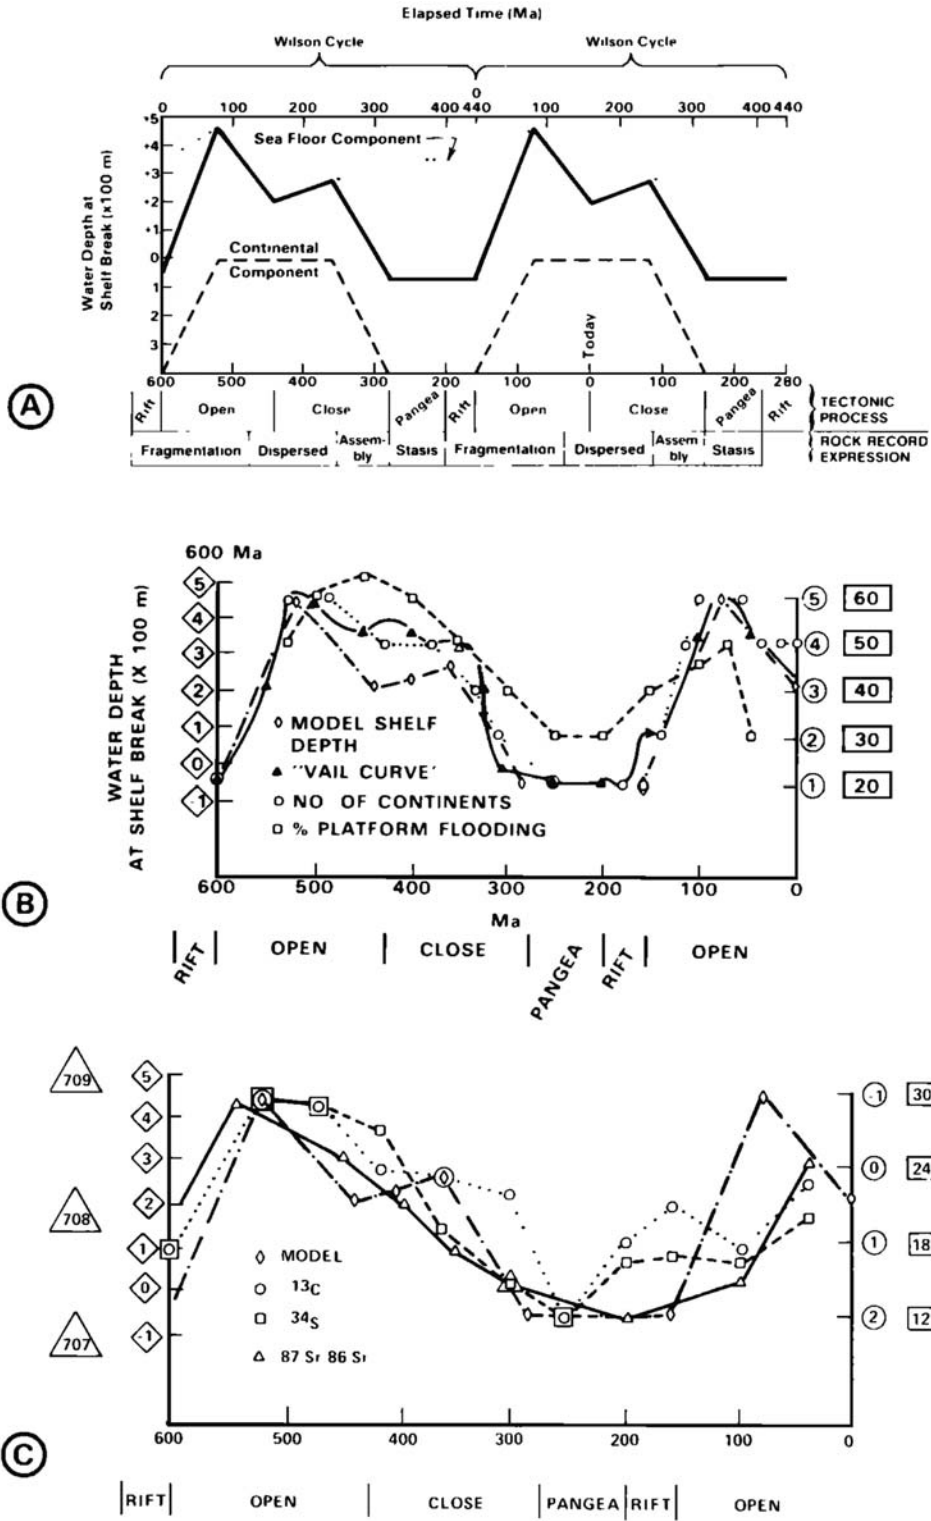 Elapsed Time (Ma)
Wilson Cycle Wilson Cycle
0
0 100 200 300 400 440 100 200 300 400 440
+5
+4
+3
+2
+1
0
1
2
3
Water Depth at
Shelf Break (x100 m)
Sea Floor Component
Continental
Component
Today
600 500 400 300 200 100 0 100 200 280
A
Rift Open Close Pangea Rift Open Close Pangea Rift TECTONIC
PROCESS
Fragmentation Dispersed Assem-
bly Stasis Fragmentation Dispersed Assem
bly Stasis ROCK RECORD
EXPRESSION
600 Ma
5 5 60
4 4 50
3
2 3 40
1 2 30
0
-1 1 20
WATER DEPTH
AT SHELF BREAK (X 100 m)
MODEL SHELF
DEPTH
"VAIL CURVE'
NO OF CONTINENTS
% PLATFORM FLOODING
600 500 400 300 200 100 0
Ma
B
RIFT OPEN CLOSE PANGEA RIFT OPEN
709 5 -1 30
4
3 0 24
708 2
1 1 18
0 2 12
707 -1
MODEL
13C
34S
87 Sr 86 Sr
600 500 400 300 200 100 0
C
RIFT OPEN CLOSE PANGEA RIFT OPEN